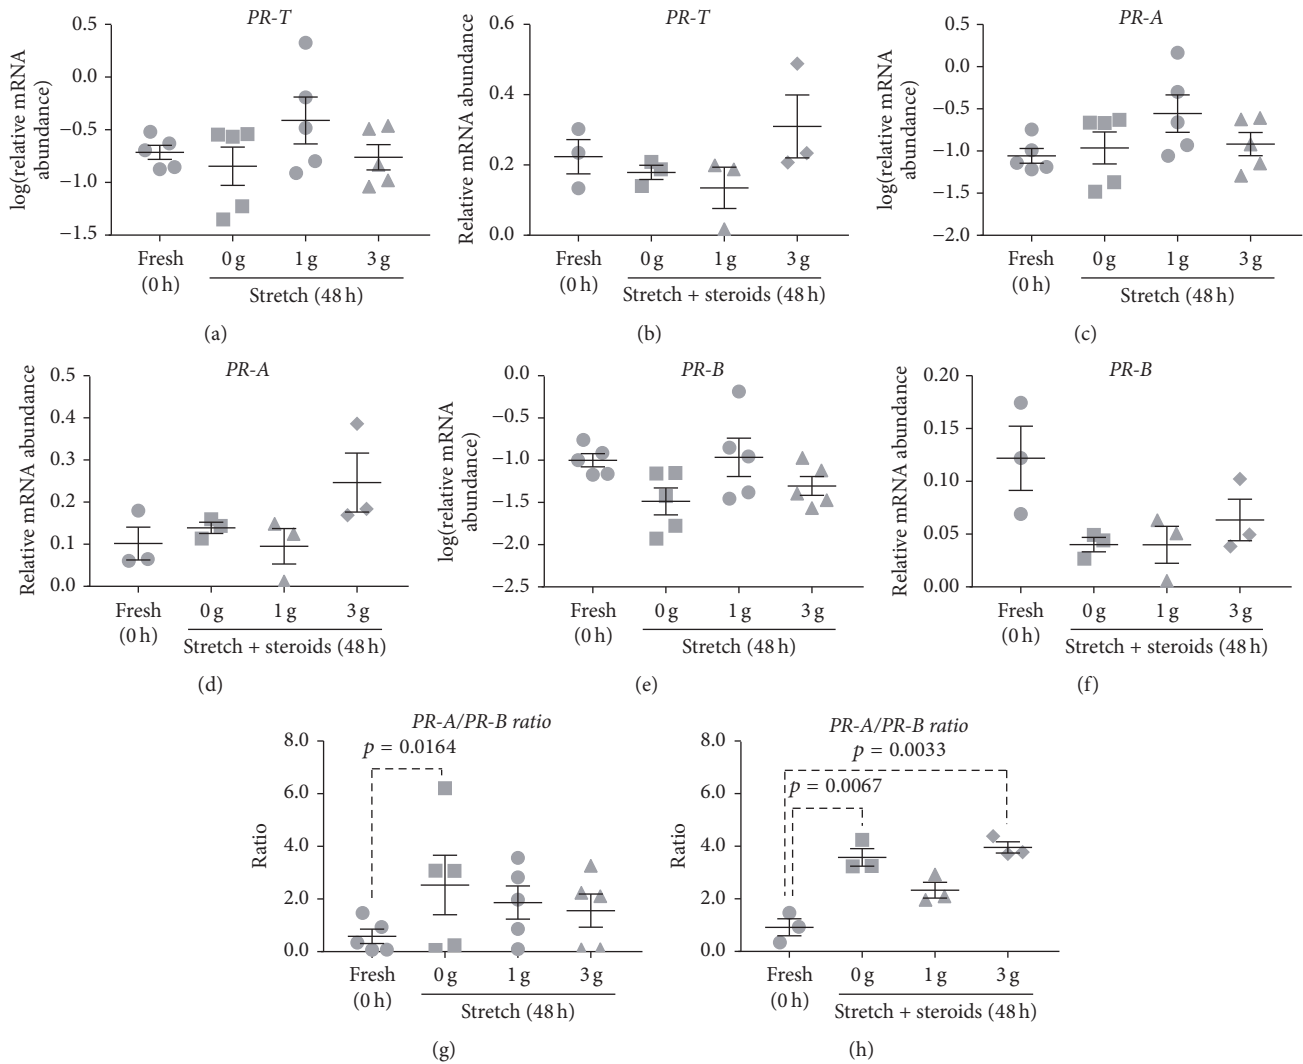 PR-T
log(relative mRNA
abundance)
0.5
0.0
−0.5
−1.0
−1.5
Fresh
(0 h)
0 g
1 g
3 g
Stretch (48 h)
(a)
PR-T
Relative mRNA abundance
0.6
0.4
0.2
0.0
Fresh
(0 h)
0 g
1 g
3 g
Stretch + steroids (48 h)
(b)
PR-A
log(relative mRNA
abundance)
0.5
0.0
−0.5
−1.0
−1.5
−2.0
Fresh
(0 h)
0 g
1 g
3 g
Stretch (48 h)
(c)
PR-A
Relative mRNA abundance
0.5
0.4
0.3
0.2
0.1
0.0
Fresh
(0 h)
0 g
1 g
3 g
Stretch + steroids (48 h)
(d)
PR-B
log(relative mRNA
abundance)
0.0
−0.5
−1.0
−1.5
−2.0
−2.5
Fresh
(0 h)
0 g
1 g
3 g
Stretch (48 h)
(e)
PR-B
Relative mRNA abundance
0.20
0.15
0.10
0.05
0.00
Fresh
(0 h)
0 g
1 g
3 g
Stretch + steroids (48 h)
(f)
PR-A/PR-B ratio
p = 0.0164
Ratio
8.0
6.0
4.0
2.0
0.0
Fresh
(0 h)
0 g
1 g
3 g
Stretch (48 h)
(g)
PR-A/PR-B ratio
p = 0.0033
p = 0.0067
Ratio
8.0
6.0
4.0
2.0
0.0
Fresh
(0 h)
0 g
1 g
3 g
Stretch + steroids (48 h)
(h)